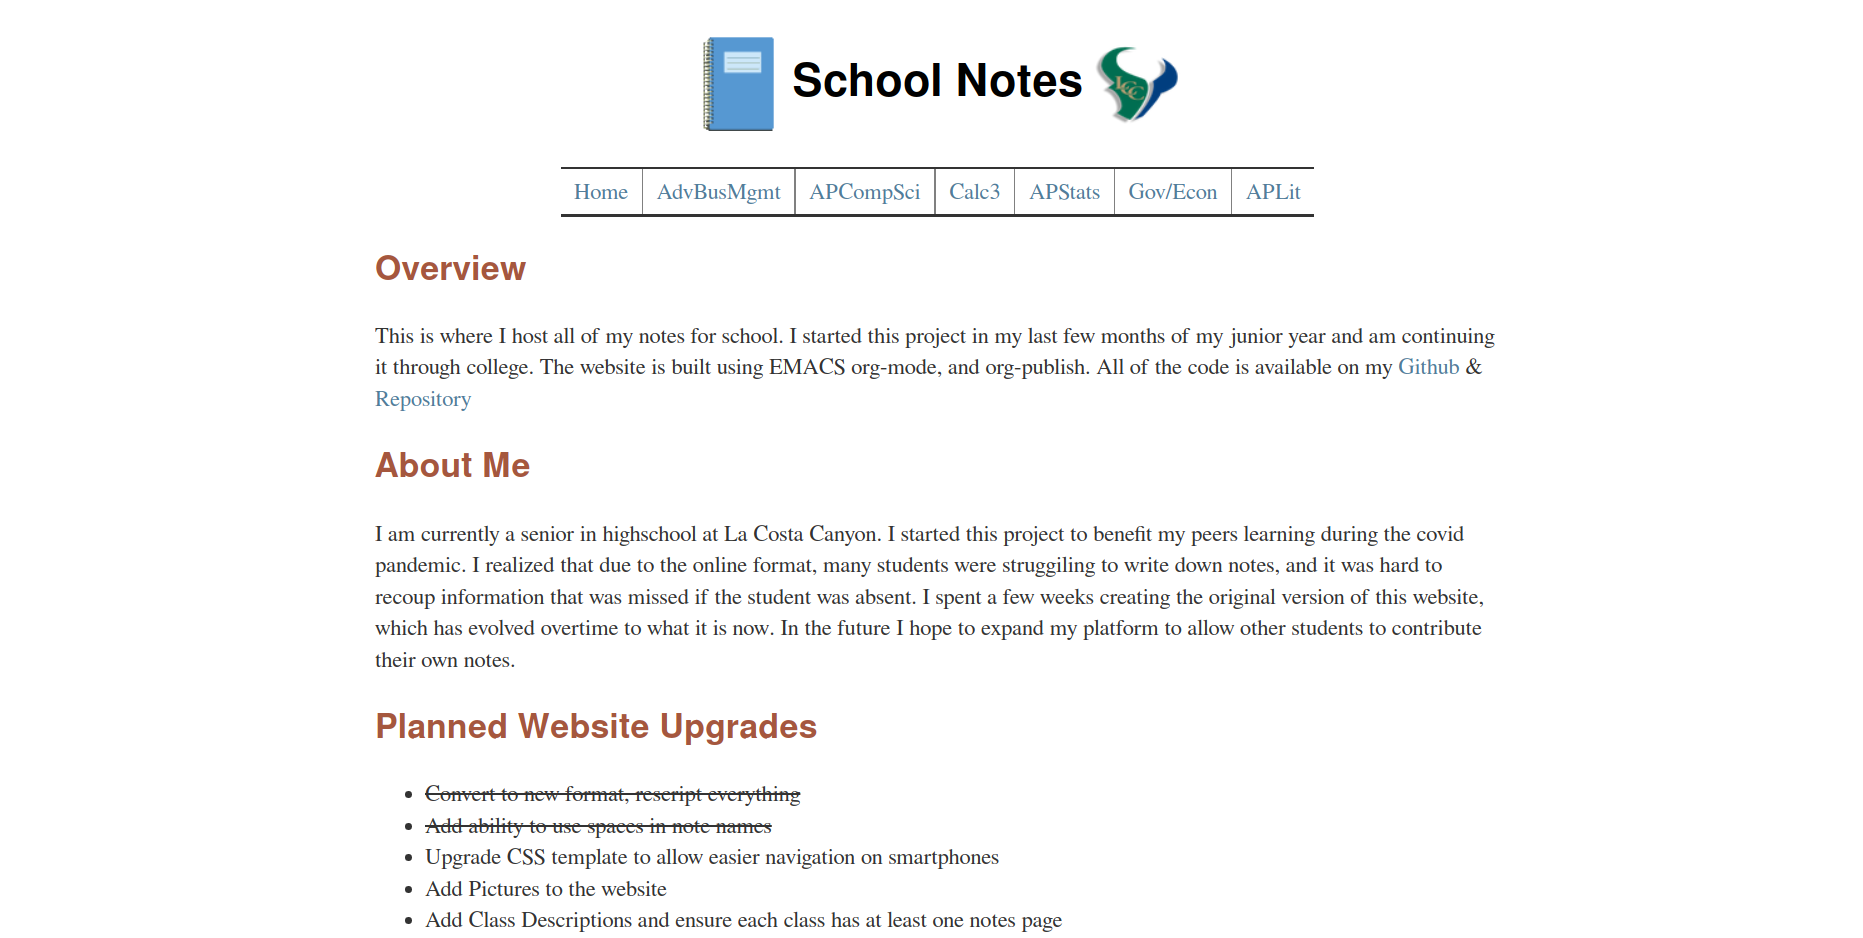 School Notes
LCC
Home AdvBusMgmt APCompSci Calc3 APStats Gov/Econ APLit
Overview
This is where I host all of my notes for school. I started this project in my last few months of my junior year and am continuing
it through college. The website is built using EMACS org-mode, and org-publish. All of the code is available on my Github &
Repository
About Me
I am currently a senior in highschool at La Costa Canyon. I started this project to benefit my peers learning during the covid
pandemic. I realized that due to the online format, many students were struggiling to write down notes, and it was hard to
recoup information that was missed if the student was absent. I spent a few weeks creating the original version of this website,
which has evolved overtime to what it is now. In the future I hope to expand my platform to allow other students to contribute
their own notes.
Planned Website Upgrades
Convert to new format, rescript everything
Add ability to use spaces in note names
Upgrade CSS template to allow easier navigation on smartphones
Add Pictures to the website
Add Class Descriptions and ensure each class has at least one notes page